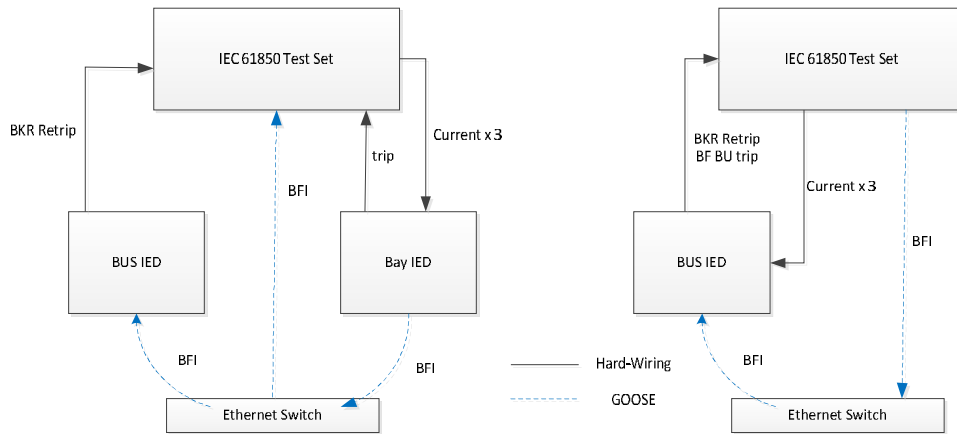 IEC 61850 Test Set
BKR Retrip
trip
Current x 3
BFI
BUS IED
Bay IED
BFI
BFI
Ethernet Switch
Hard-Wiring
GOOSE
IEC 61850 Test Set
BKR Retrip
BF BU trip
Current x 3
BFI
BUS IED
BFI
Ethernet Switch